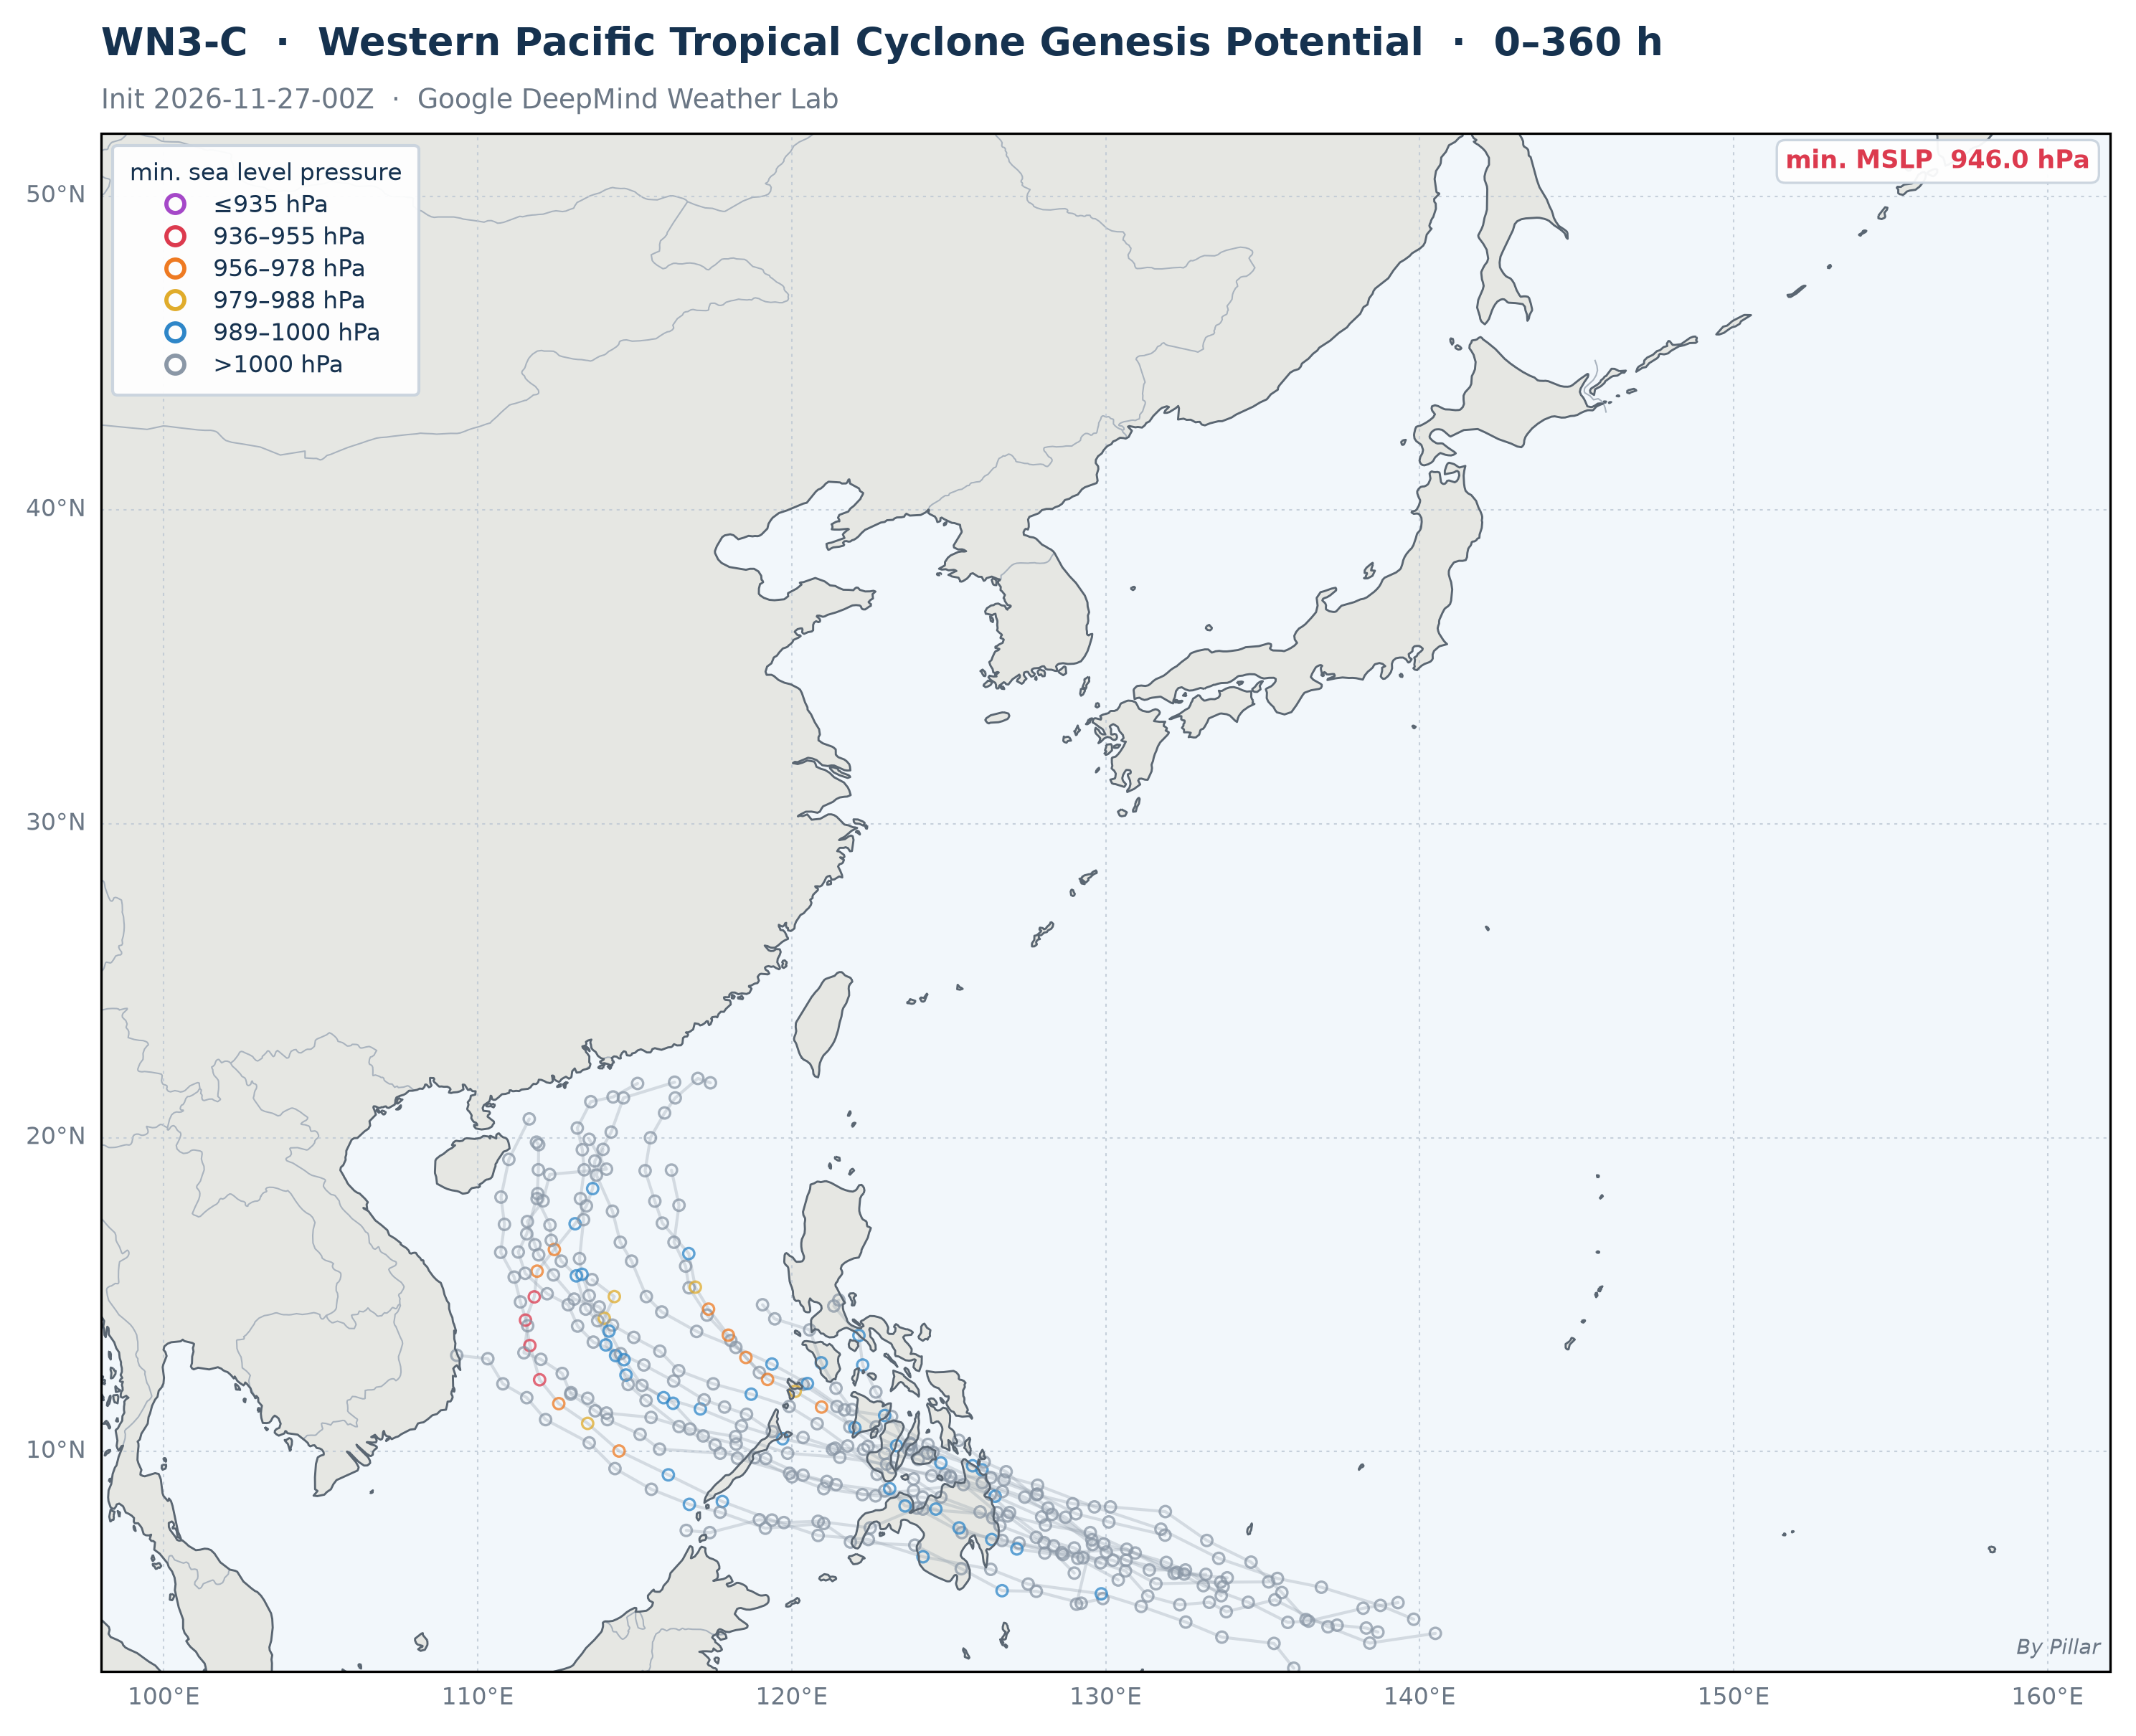 WN3-C · Western Pacific Tropical Cyclone Genesis Potential · 0–360 h
Init 2026-11-27-00Z · Google DeepMind Weather Lab
min. sea level pressure
≤935 hPa
936–955 hPa
956–978 hPa
979–988 hPa
989–1000 hPa
>1000 hPa
min. MSLP 946.0 hPa
50°N
40°N
30°N
20°N
10°N
By Pillar
100°E
110°E
120°E
130°E
140°E
150°E
160°E